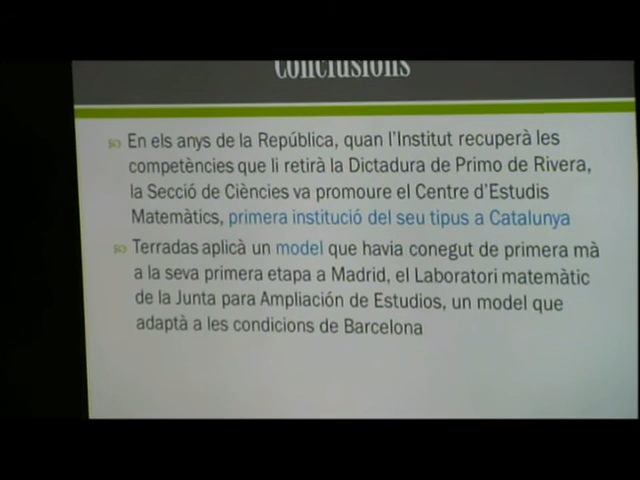 Conclusions
En els anys de la República, quan l'Institut recuperà les
competències que li retirà la Dictadura de Primo de Rivera,
la Secció de Ciències va promoure el Centre d'Estudis
Matemàtics, primera institució del seu tipus a Catalunya
Terradas aplicà un model que havia conegut de primera mà
a la seva primera etapa a Madrid, el Laboratori matemàtic
de la Junta para Ampliación de Estudios, un model que
adaptà a les condicions de Barcelona